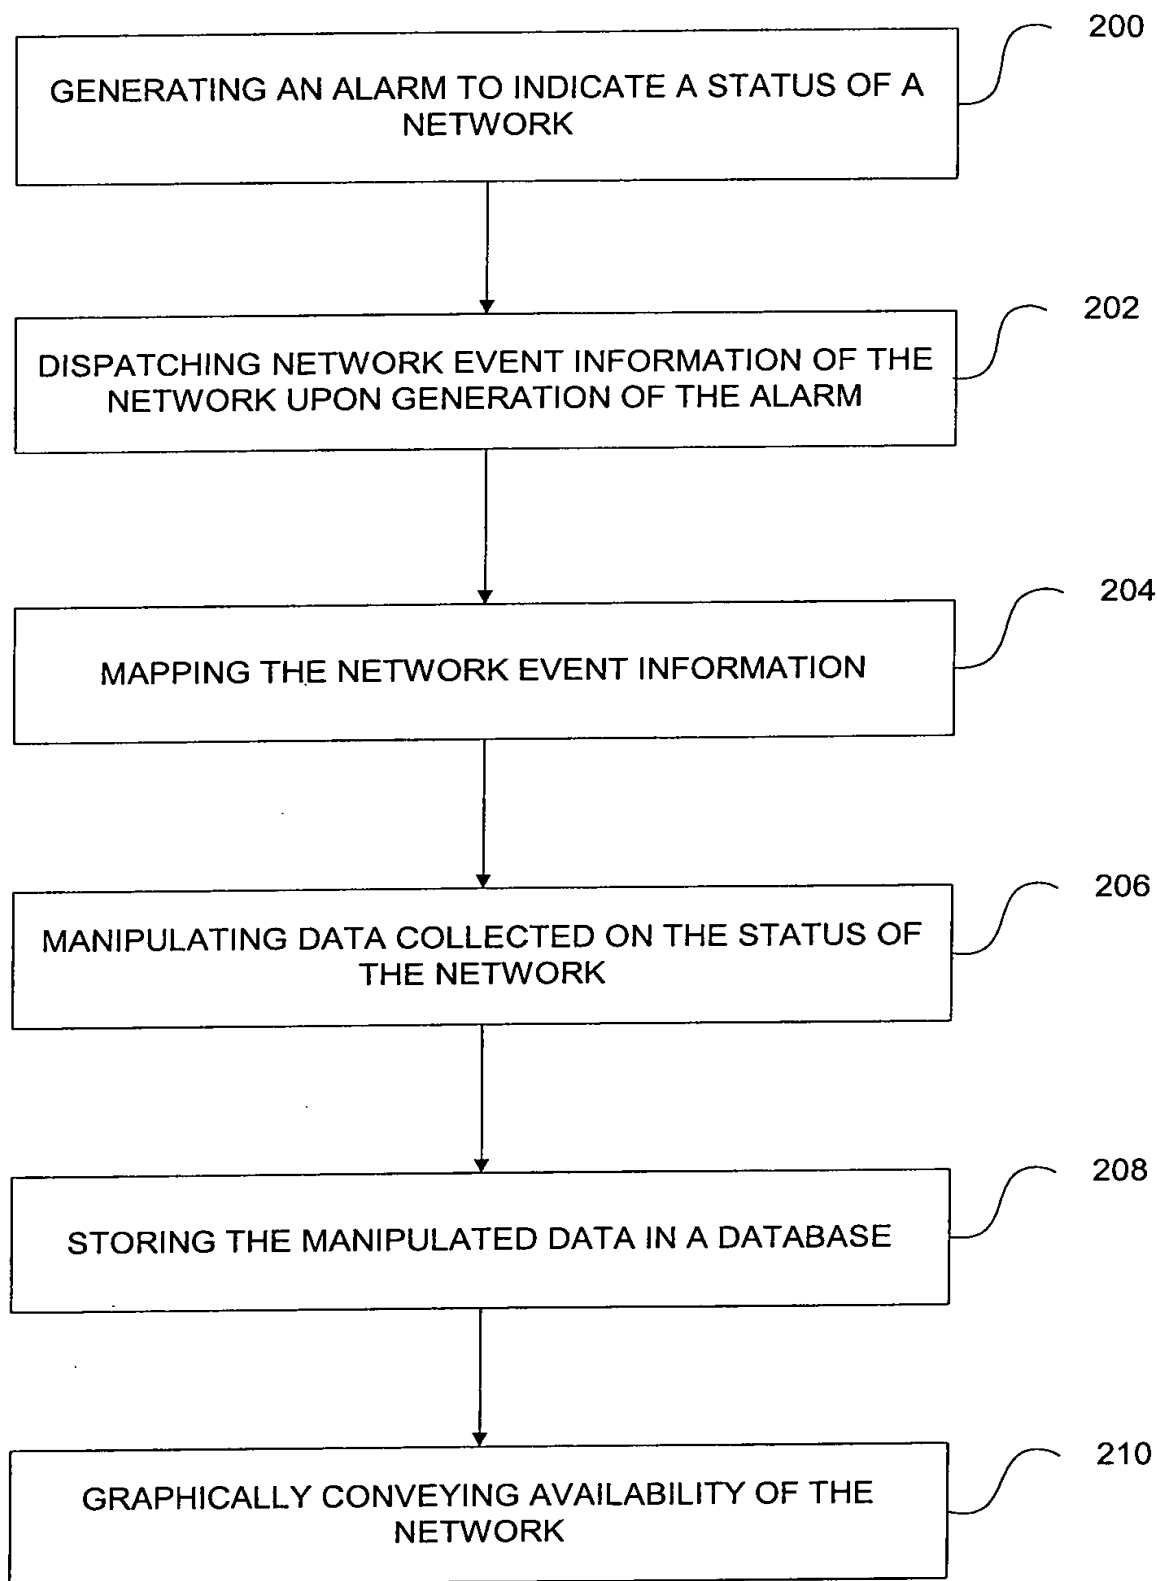 200
GENERATING AN ALARM TO INDICATE A STATUS OF A
NETWORK
202
DISPATCHING NETWORK EVENT INFORMATION OF THE
NETWORK UPON GENERATION OF THE ALARM
204
MAPPING THE NETWORK EVENT INFORMATION
206
MANIPULATING DATA COLLECTED ON THE STATUS OF
THE NETWORK
208
STORING THE MANIPULATED DATA IN A DATABASE
210
GRAPHICALLY CONVEYING AVAILABILITY OF THE
NETWORK